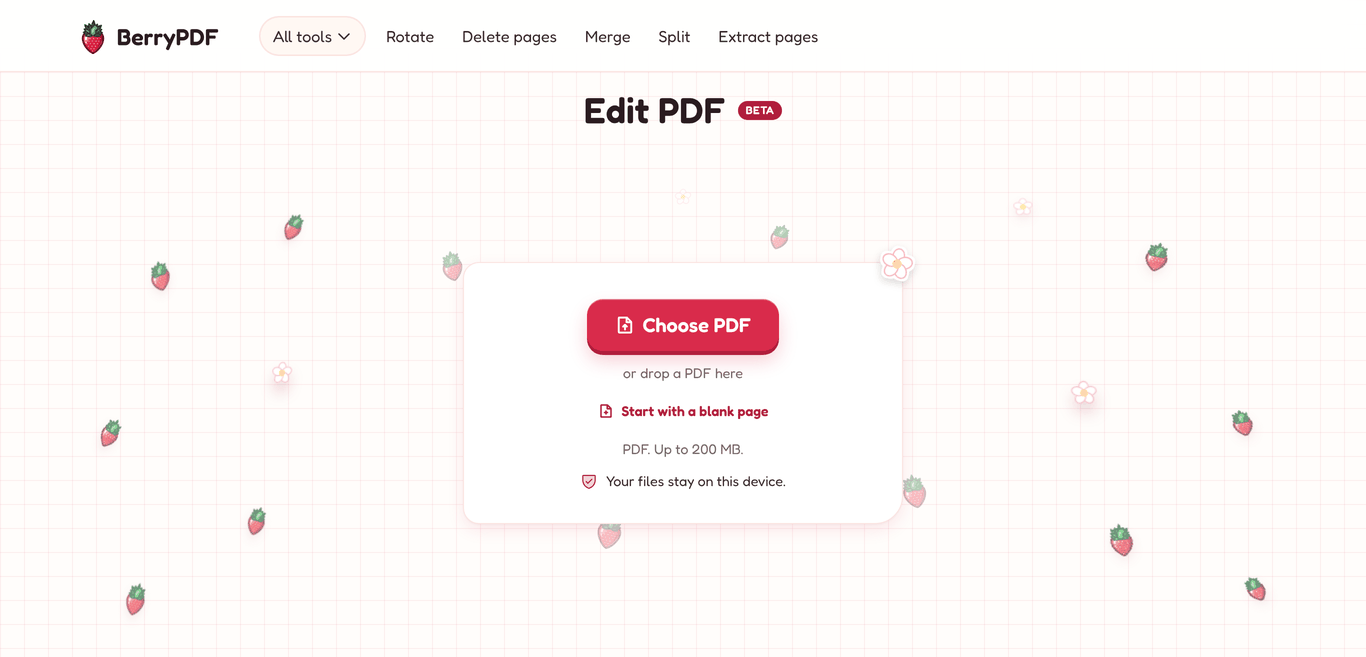 BerryPDF
All tools
Rotate
Delete pages
Merge
Split
Extract pages
Edit PDF
BETA
Choose PDF
or drop a PDF here
Start with a blank page
PDF. Up to 200 MB.
Your files stay on this device.